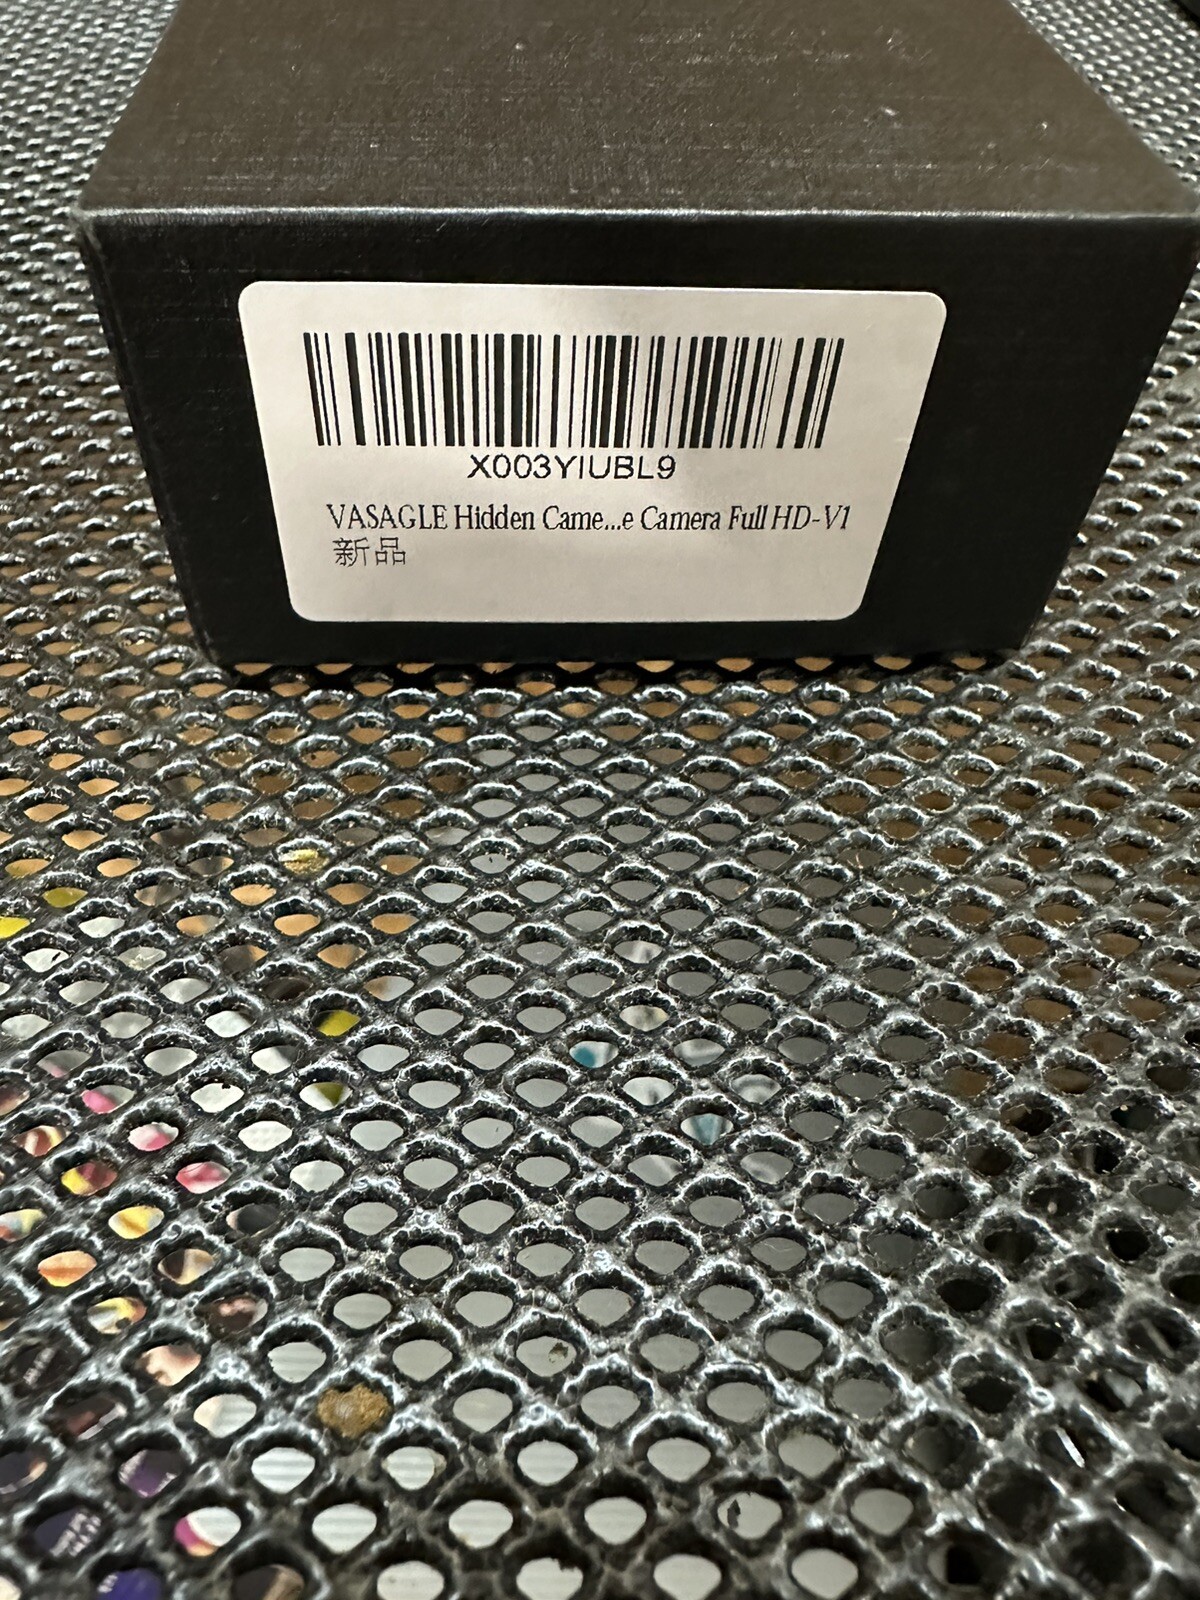 X003YIUBL9
VASAGLE Hidden Came...e Camera Full HD-V1
新品